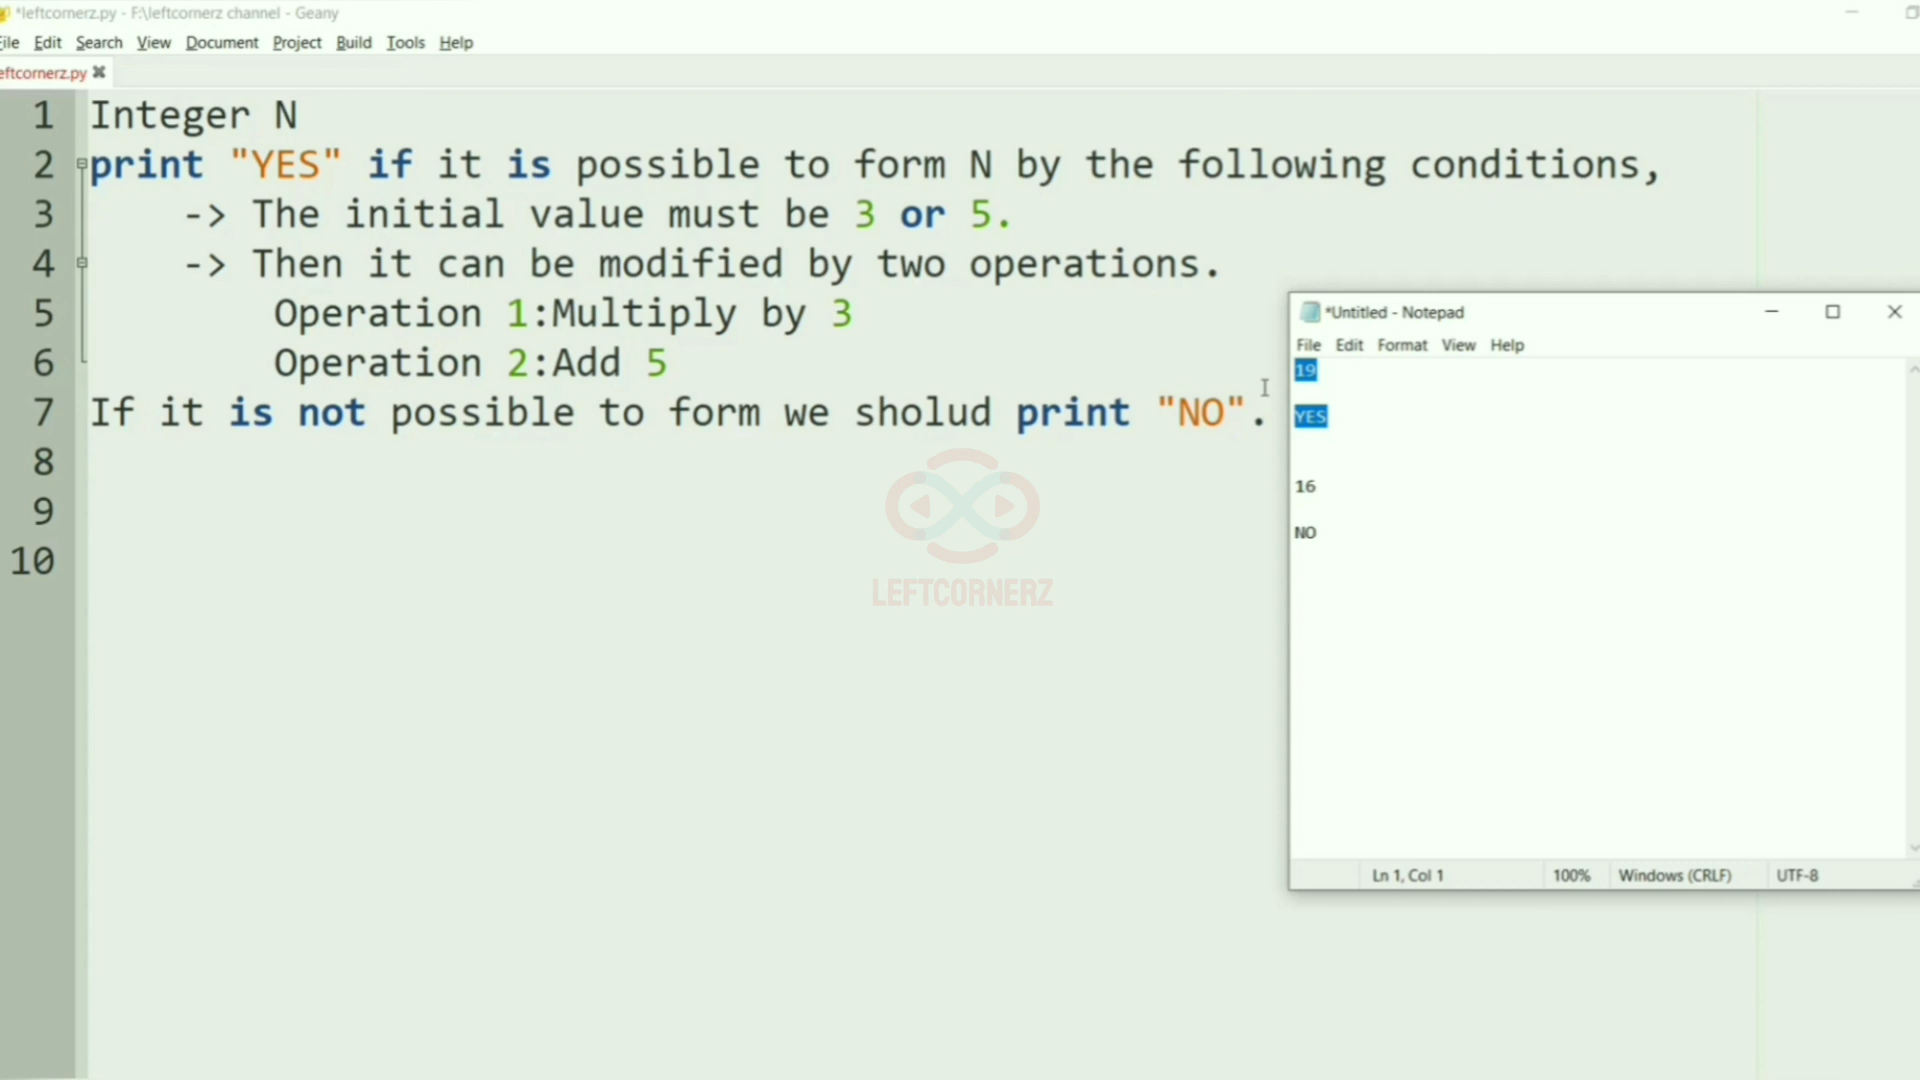 *leftcornerz.py - F:\leftcornerz channel - Geany
File Edit Search View Document Project Build Tools Help
leftcornerz.py
1 Integer N
2 print "YES" if it is possible to form N by the following conditions,
3 -> The initial value must be 3 or 5.
4 -> Then it can be modified by two operations.
5 Operation 1:Multiply by 3
6 Operation 2:Add 5
7 If it is not possible to form we sholud print "NO".
8
9
10
LEFTCORNERZ
*Untitled - Notepad
File Edit Format View Help
19
YES
16
NO
Ln 1, Col 1 100% Windows (CRLF) UTF-8